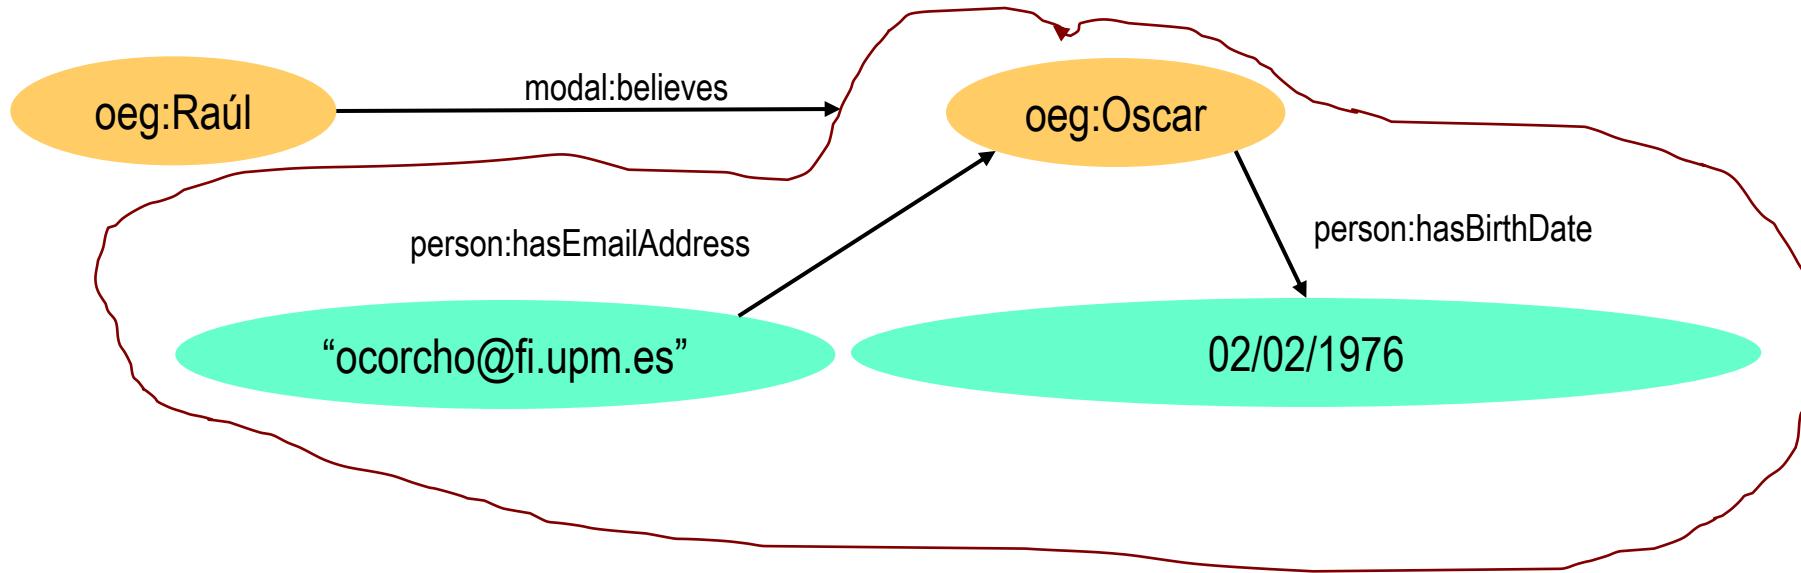 modal:believes
oeg:Raúl
oeg:Oscar
person:hasEmailAddress
person:hasBirthDate
“ocorcho@fi.upm.es”
02/02/1976